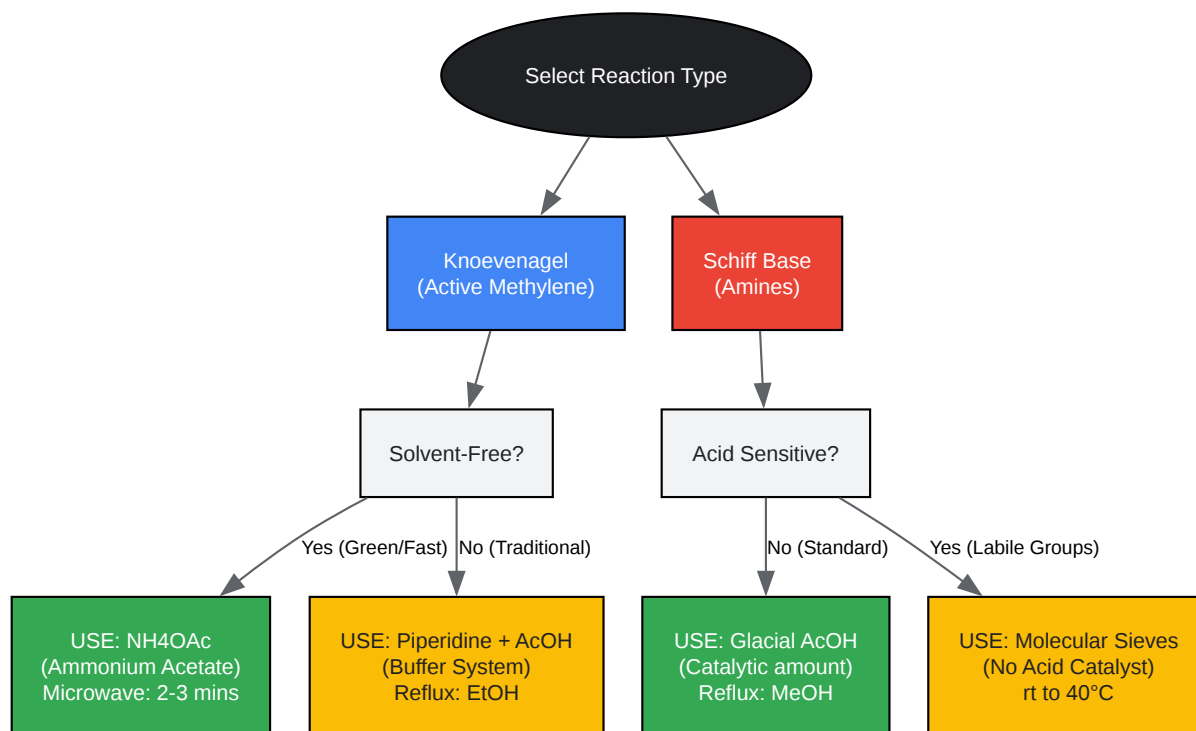 Select Reaction Type
Knoevenagel
(Active Methylene)
Schiff Base
(Amines)
Solvent-Free?
Acid Sensitive?
Yes (Green/Fast)
No (Traditional)
No (Standard)
Yes (Labile Groups)
USE: NH4OAc
(Ammonium Acetate)
Microwave: 2-3 mins
USE: Piperidine + AcOH
(Buffer System)
Reflux: EtOH
USE: Glacial AcOH
(Catalytic amount)
Reflux: MeOH
USE: Molecular Sieves
(No Acid Catalyst)
rt to 40°C